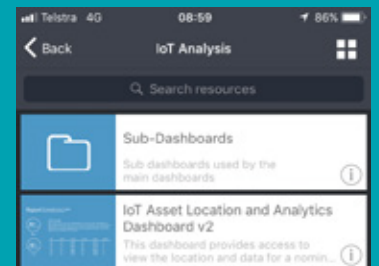 Telstra 4G 08:59 86%
Back IoT Analysis
Search resources
Sub-Dashboards
Sub dashboards used by the
main dashboards
IoT Asset Location and Analytics
Dashboard v2
This dashboard provides access to
view the location and data for a nomin...